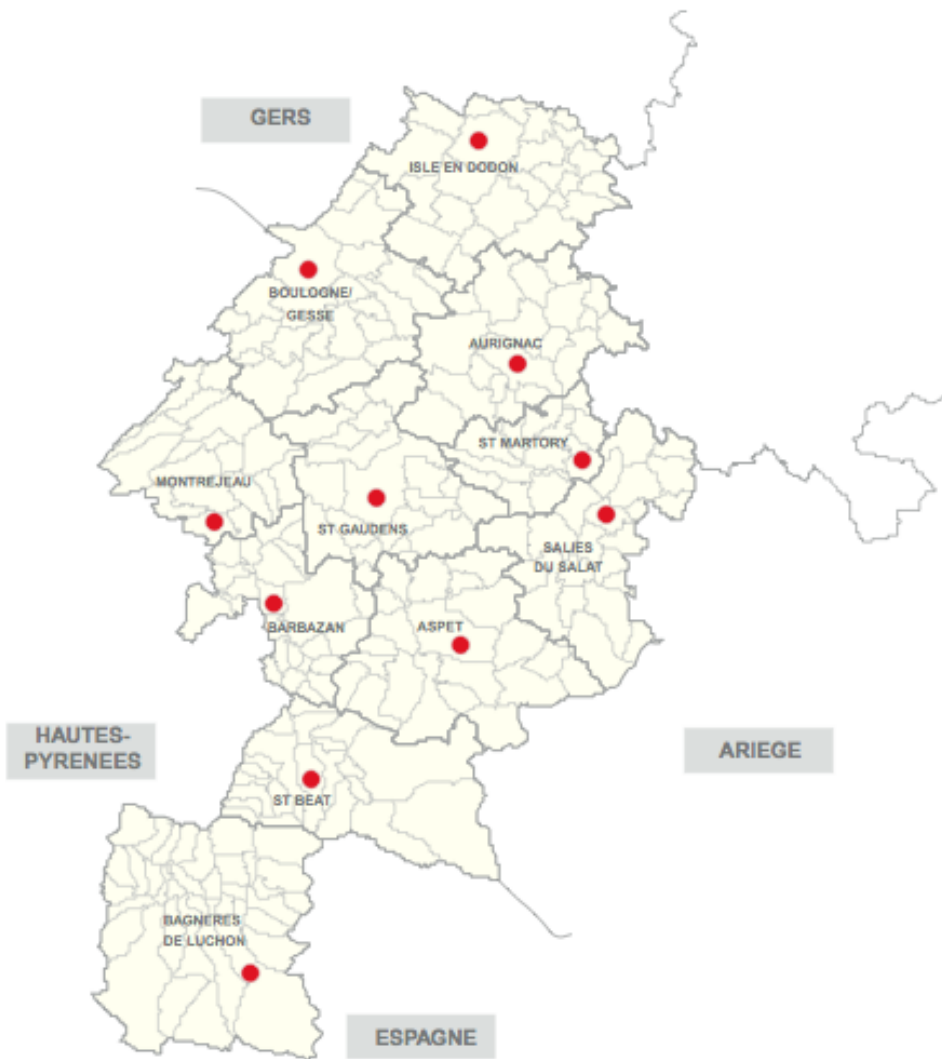 GERS
ISLE EN DODON
BOULOGNE/
GESSE
AURIGNAC
ST MARTORY
MONTREJEAU
ST GAUDENS
SALIES
DU SALAT
BARBAZAN
ASPET
HAUTES-
PYRENEES
ARIEGE
ST BEAT
BAGNERES
DE LUCHON
ESPAGNE